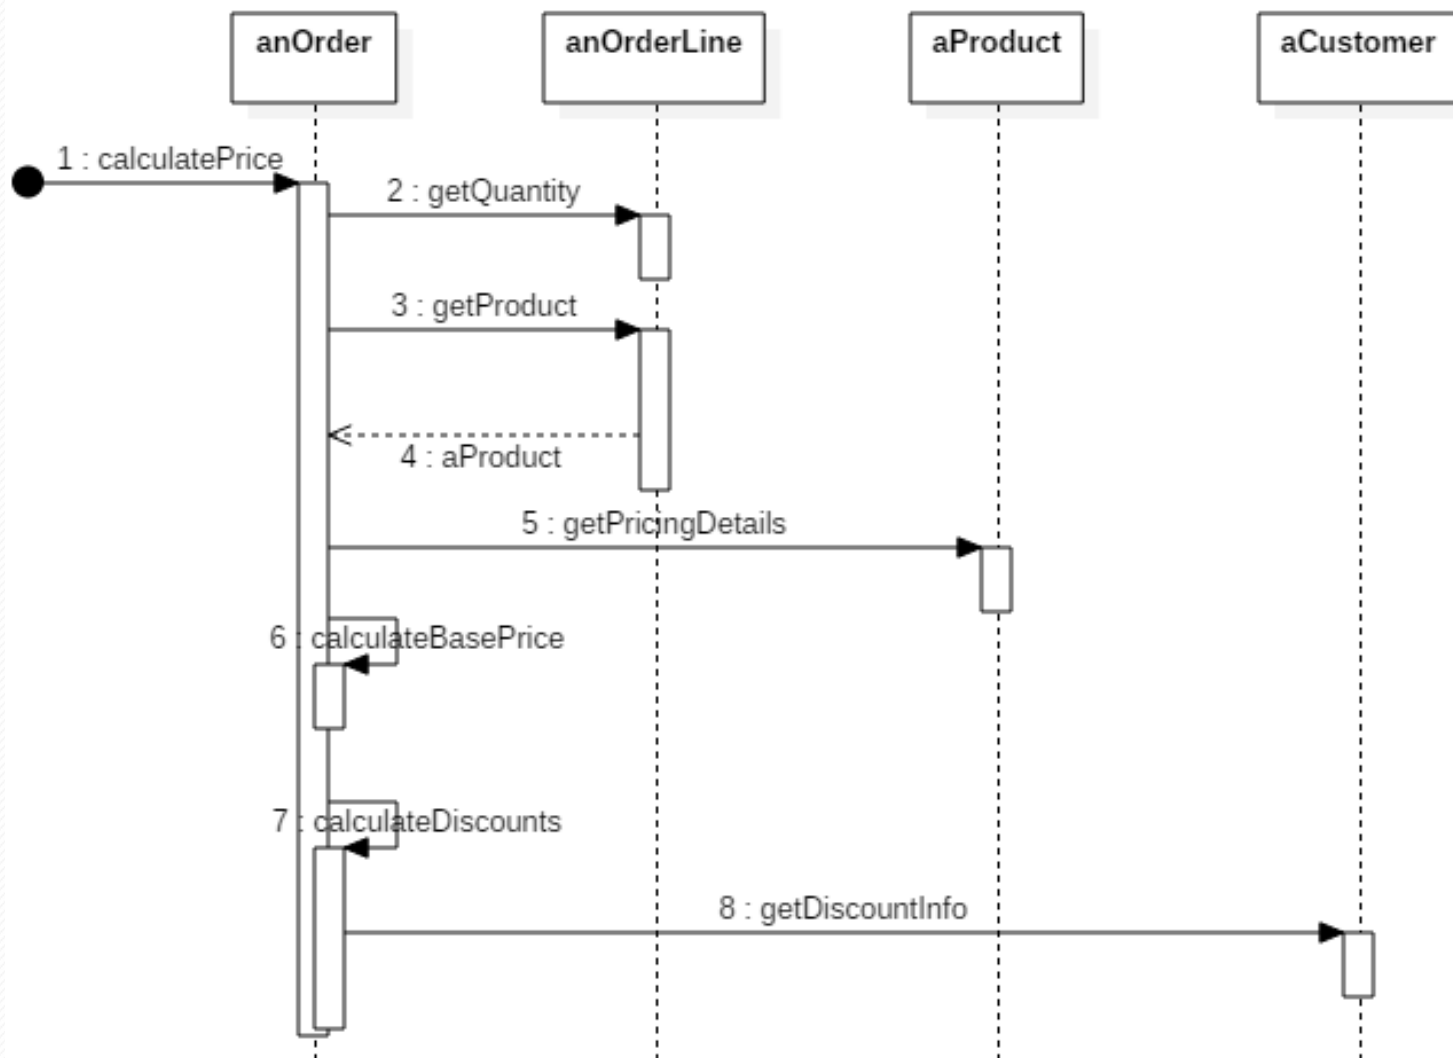 anOrder
anOrderLine
aProduct
aCustomer
1 : calculatePrice
2 : getQuantity
3 : getProduct
4 : aProduct
5 : getPricingDetails
6 : calculateBasePrice
7 : calculateDiscounts
8 : getDiscountInfo